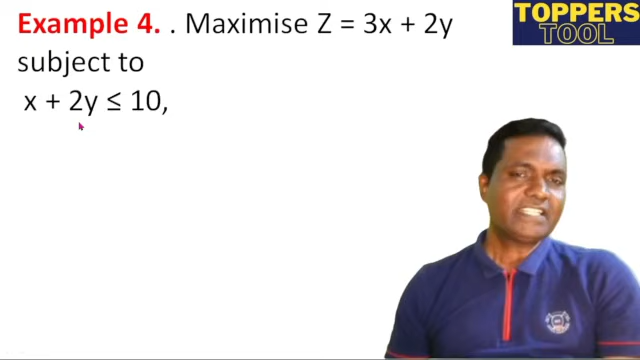 Example 4. . Maximise Z = 3x + 2y
subject to
x + 2y ≤ 10,
TOPPERS
TOOL